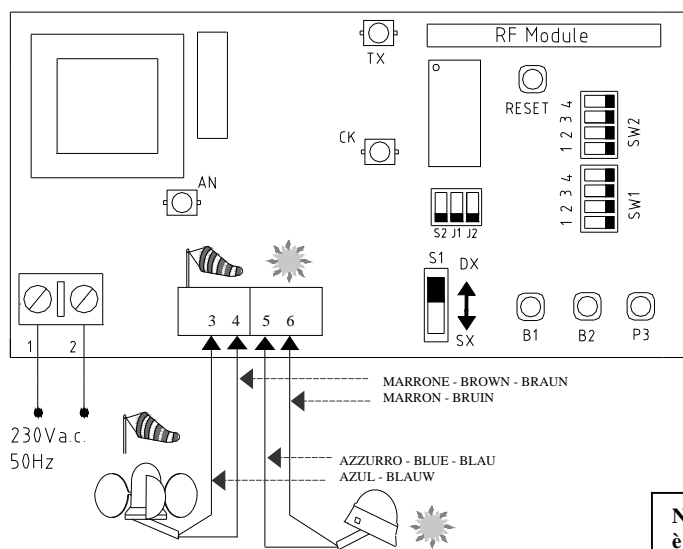 RF Module
TX
RESET
4
3
2
1
SW2
CK
AN
4
3
2
1
SW1
S2 J1 J2
S1
DX
SX
3 4 5 6
B1 B2 P3
1 2
MARRONE - BROWN - BRAUN
MARRON - BRUIN
230Va.c.
50Hz
AZZURRO - BLUE - BLAU
AZUL - BLAUW
N
è